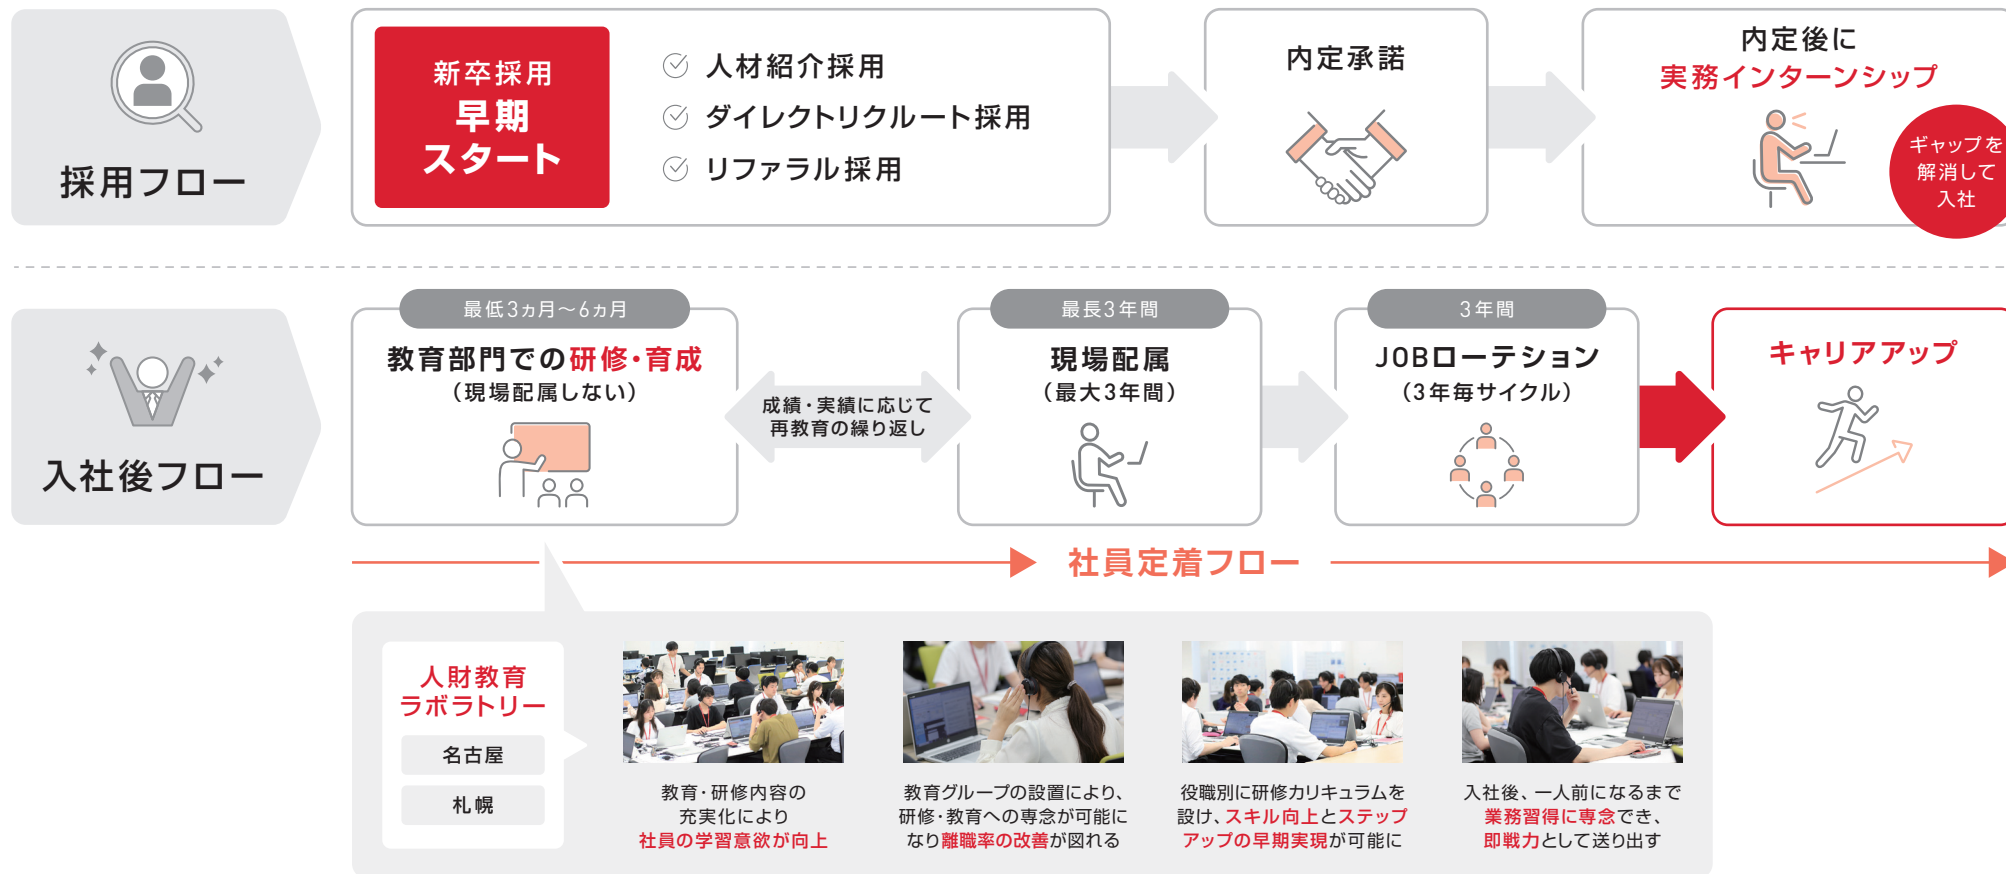 採用フロー
新卒採用
早期
スタート
人材紹介採用
ダイレクトリクルート採用
リファラル採用
内定承諾
内定後に
実務インターンシップ
ギャップを
解消して
入社
入社後フロー
最低3ヵ月〜6ヵ月
教育部門での研修・育成
（現場配属しない）
成績・実績に応じて
再教育の繰り返し
最長3年間
現場配属
（最大3年間）
3年間
JOBローテション
（3年毎サイクル）
キャリアアップ
社員定着フロー
人財教育
ラボラトリー
名古屋
札幌
教育・研修内容の
充実化により
社員の学習意欲が向上
教育グループの設置により、
研修・教育への専念が可能に
なり離職率の改善が図れる
役職別に研修カリキュラムを
設け、スキル向上とステップ
アップの早期実現が可能に
入社後、一人前になるまで
業務習得に専念でき、
即戦力として送り出す